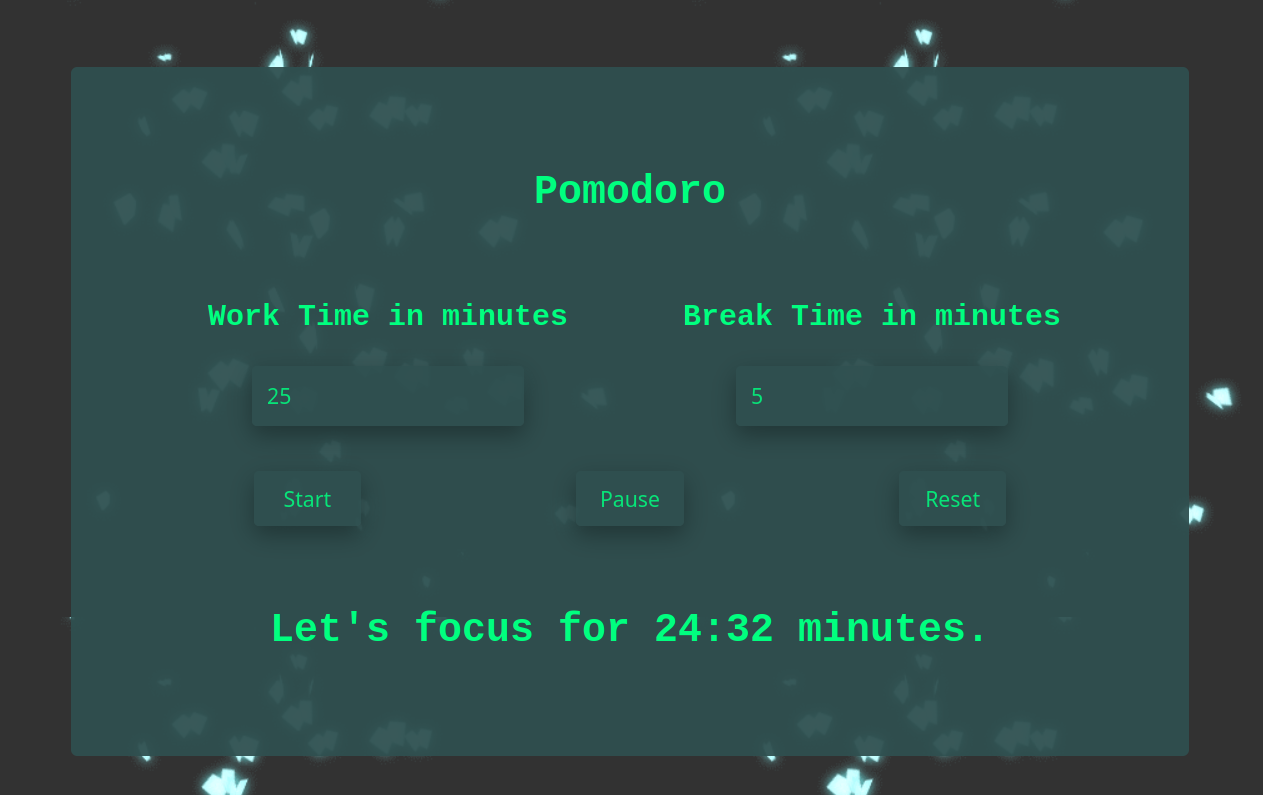 Pomodoro
Work Time in minutes
Break Time in minutes
25
5
Start
Pause
Reset
Let's focus for 24:32 minutes.